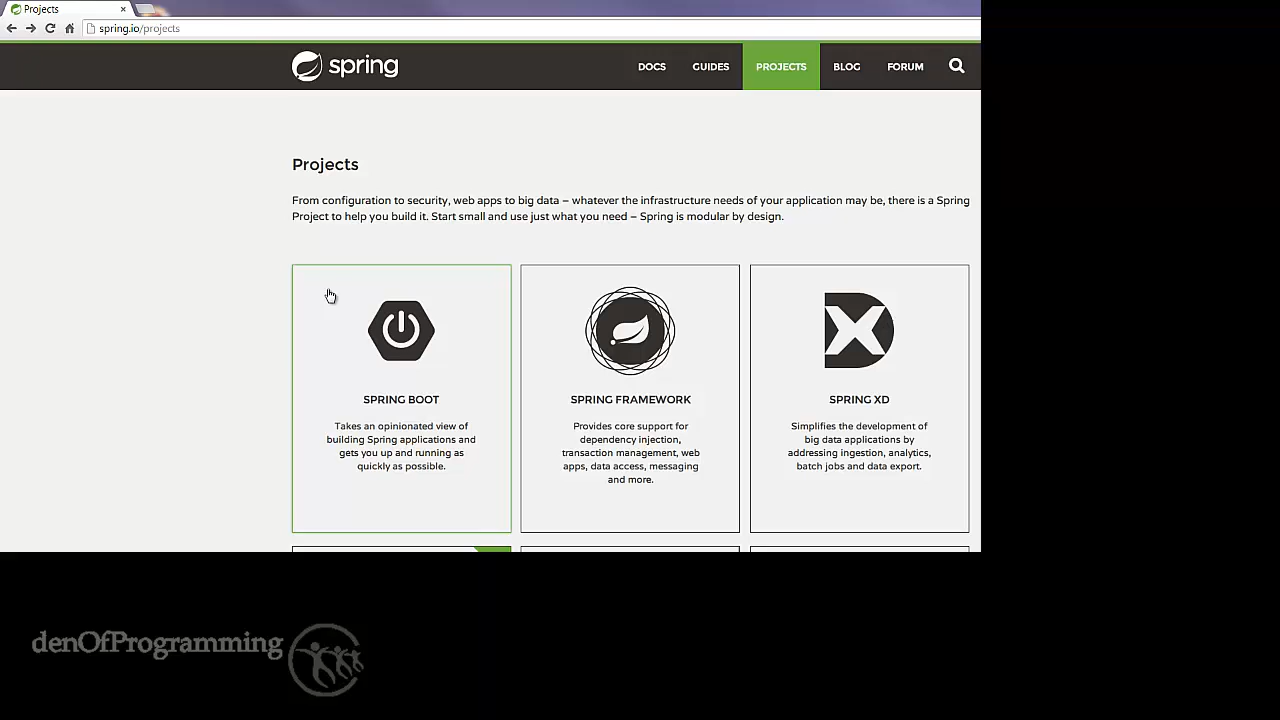 Projects
spring.io/projects
spring
DOCS GUIDES PROJECTS BLOG FORUM
Projects
From configuration to security, web apps to big data – whatever the infrastructure needs of your application may be, there is a Spring
Project to help you build it. Start small and use just what you need – Spring is modular by design.
SPRING BOOT
Takes an opinionated view of
building Spring applications and
gets you up and running as
quickly as possible.
SPRING FRAMEWORK
Provides core support for
dependency injection,
transaction management, web
apps, data access, messaging
and more.
XD
SPRING XD
Simplifies the development of
big data applications by
addressing ingestion, analytics,
batch jobs and data export.
denOfProgramming